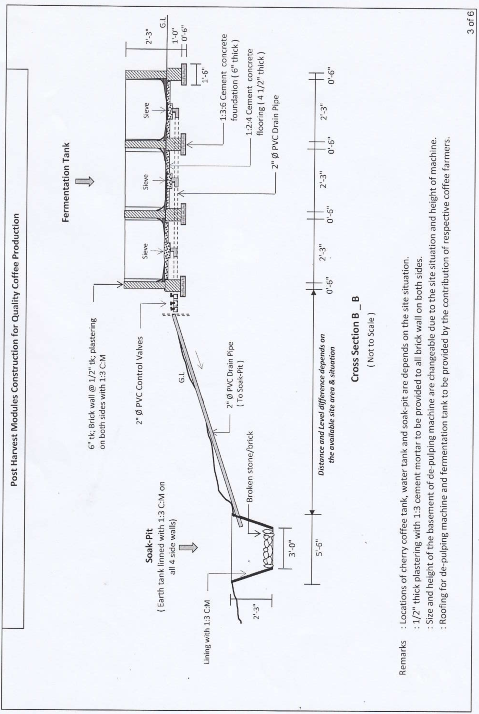 Post Harvest Modules Construction for Quality Coffee Production
Fermentation Tank
6" tk, Brick wall @ 1/2" tk, plastering
on both sides with 1:3 C:M
2" Ø PVC Control Valves
Sieve
Sieve
Sieve
G.L
2'-3"
1'-0"
0'-6"
1'-6"
1:3:6 Cement concrete
foundation ( 6" thick )
1:2:4 Cement concrete
flooring ( 4 1/2" thick )
2" Ø PVC Drain Pipe
Soak-Pit
( Earth tank linned with 1:3 C:M on
all 4 side walls)
G.L
2" Ø PVC Drain Pipe
( To Soak-Pit )
Broken stone/brick
Lining with 1:3 C:M
2'-3"
3'-0"
5'-6"
Distance and Level difference depends on
the available site area & situation
0'-6"
2'-3"
0'-6"
2'-3"
0'-6"
2'-3"
0'-6"
Cross Section B _ B
( Not to Scale )
Remarks : Locations of cherry coffee tank, water tank and soak-pit are depends on the site situation.
: 1/2" thick plastering with 1:3 cement mortar to be provided to all brick wall on both sides.
: Size and height of the basement of de-pulping machine are changeable due to the site situation and height of machine.
: Roofing for de-pulping machine and fermentation tank to be provided by the contribution of respective coffee farmers.
3 of 6